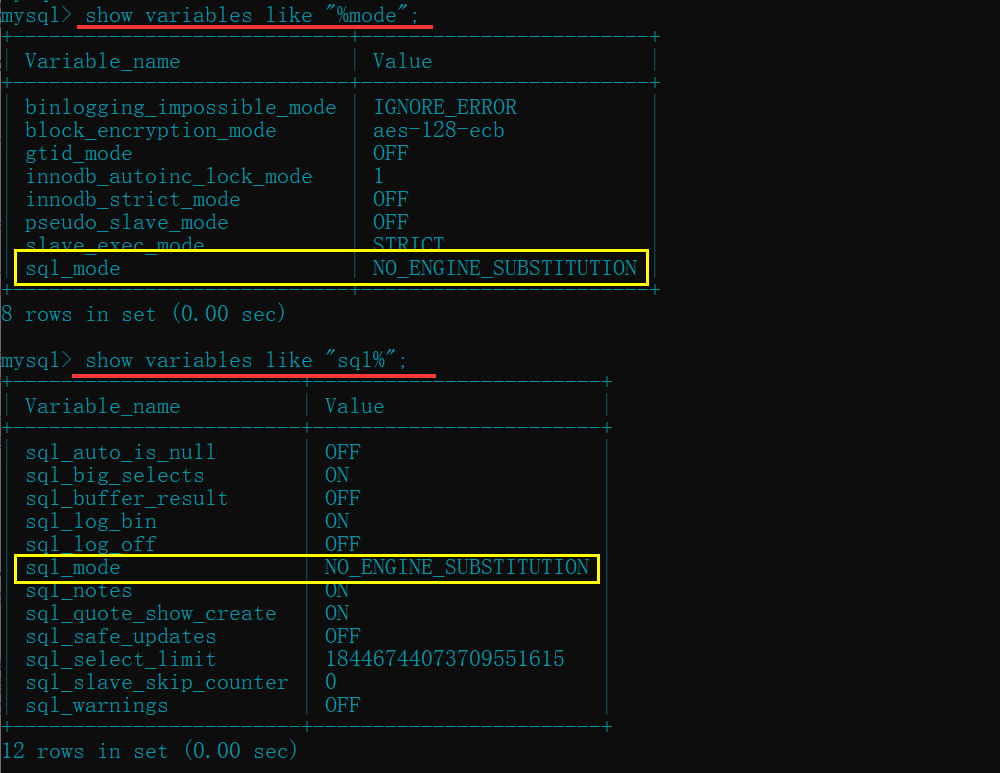 mysql> show variables like "%mode";
+-----------------------------+------------------------+
| Variable_name | Value |
+-----------------------------+------------------------+
| binlogging_impossible_mode | IGNORE_ERROR |
| block_encryption_mode | aes-128-ecb |
| gtid_mode | OFF |
| innodb_autoinc_lock_mode | 1 |
| innodb_strict_mode | OFF |
| pseudo_slave_mode | OFF |
| slave_exec_mode | STRICT |
| sql_mode | NO_ENGINE_SUBSTITUTION |
+-----------------------------+------------------------+
8 rows in set (0.00 sec)
mysql> show variables like "sql%";
+------------------------+------------------------+
| Variable_name | Value |
+------------------------+------------------------+
| sql_auto_is_null | OFF |
| sql_big_selects | ON |
| sql_buffer_result | OFF |
| sql_log_bin | ON |
| sql_log_off | OFF |
| sql_mode | NO_ENGINE_SUBSTITUTION |
| sql_notes | ON |
| sql_quote_show_create | ON |
| sql_safe_updates | OFF |
| sql_select_limit | 18446744073709551615 |
| sql_slave_skip_counter | 0 |
| sql_warnings | OFF |
+------------------------+------------------------+
12 rows in set (0.00 sec)